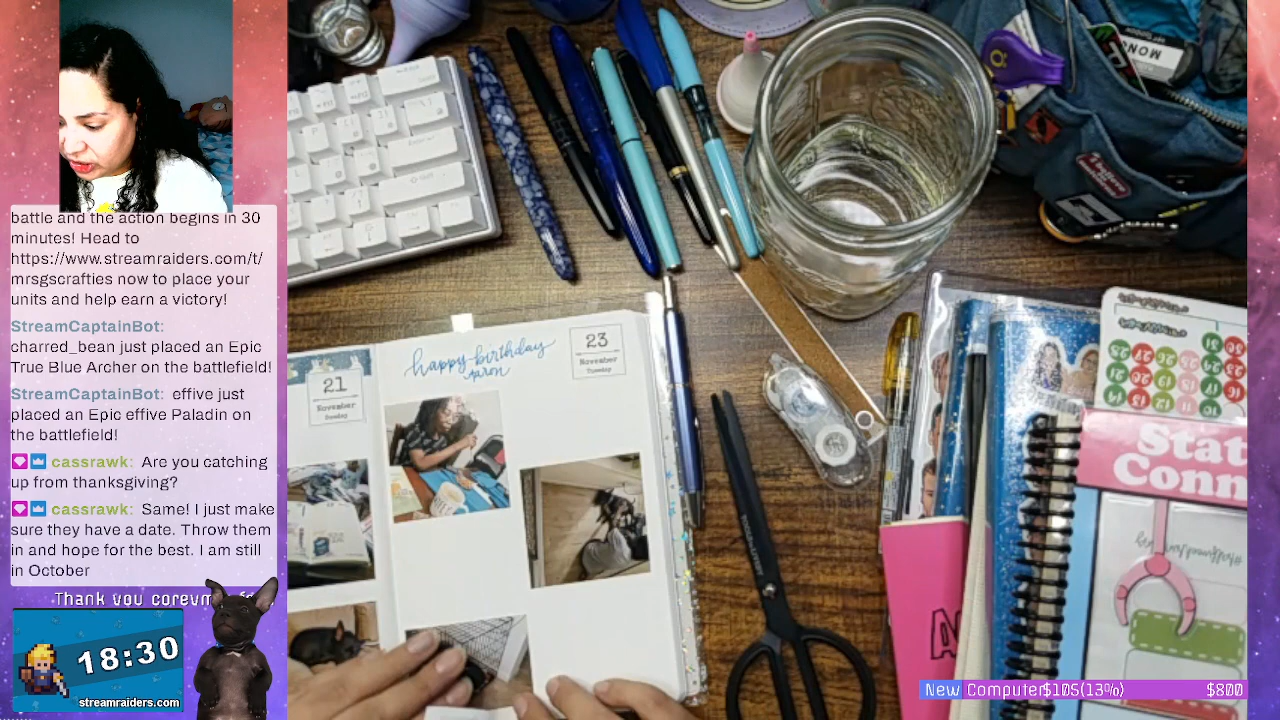 battle and the action begins in 30
minutes! Head to
https://www.streamraiders.com/t/
mrsgscrafties now to place your
units and help earn a victory!
StreamCaptainBot:
charred_bean just placed an Epic
True Blue Archer on the battlefield!
StreamCaptainBot: effive just
placed an Epic effive Paladin on
the battlefield!
cassrawk: Are you catching
up from thanksgiving?
cassrawk: Same! I just make
sure they have a date. Throw them
in and hope for the best. I am still
in October
Thank you
18:30
streamraiders.com
21
November
Sunday
happy birthday
aaron
23
November
Tuesday
Stat
Conn
New Computer $105(13%) $800